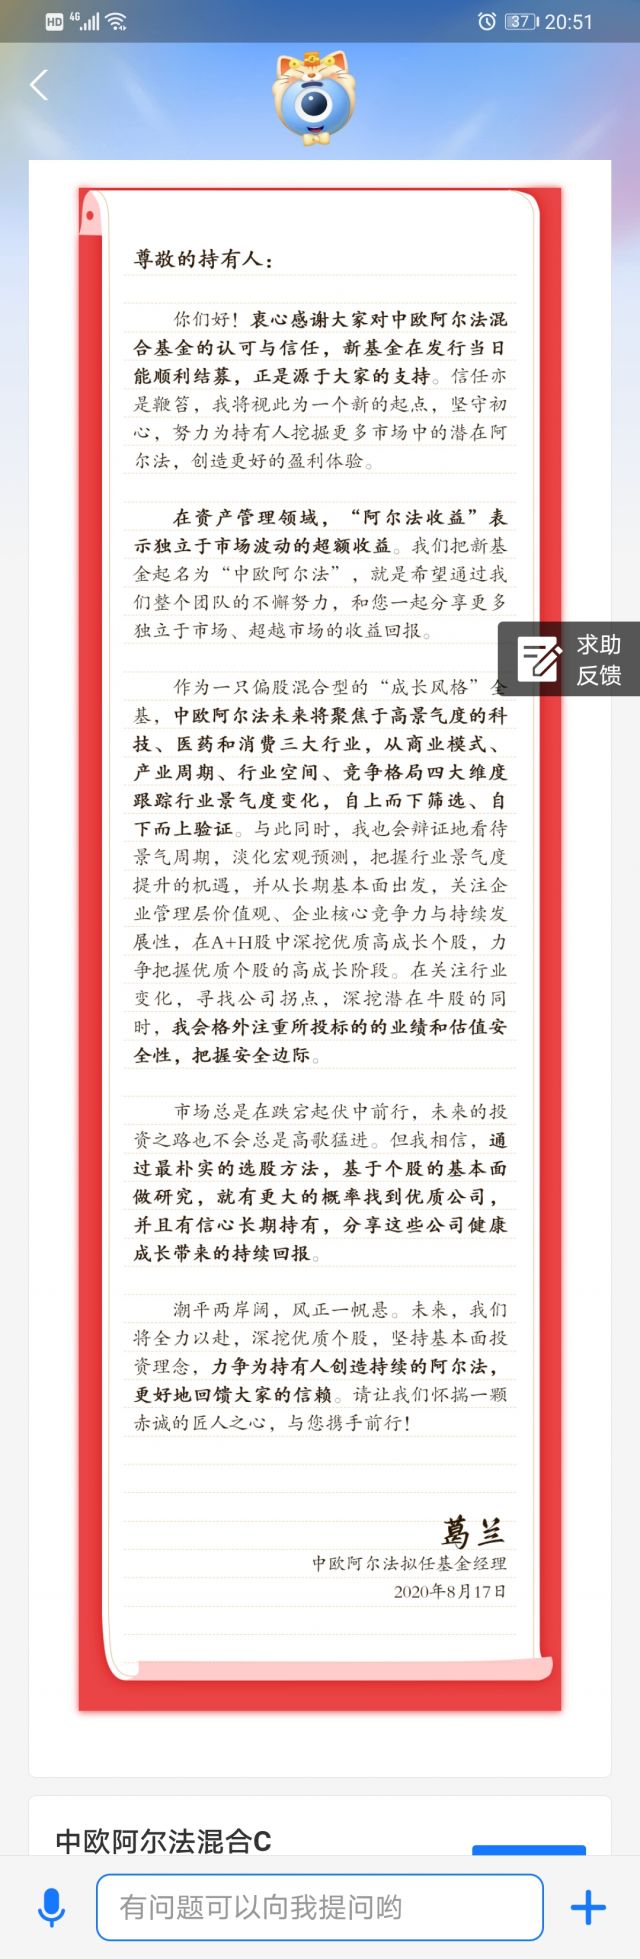 HD 4G 37 20:51
尊敬的持有人：
你们好！衷心感谢大家对中欧阿尔法混
合基金的认可与信任，新基金在发行当日
能顺利结募，正是源于大家的支持。信任亦
是鞭笞，我将视此为一个新的起点，坚守初
心，努力为持有人挖掘更多市场中的潜在阿
尔法，创造更好的盈利体验。
在资产管理领域，“阿尔法收益”表
示独立于市场波动的超额收益。我们把新基
金起名为“中欧阿尔法”，就是希望通过我
们整个团队的不懈努力，和您一起分享更多
独立于市场、超越市场的收益回报。
求助
反馈
作为一只偏股混合型的“成长风格”基
基，中欧阿尔法未来将聚焦于高景气度的科
技、医药和消费三大行业，从商业模式、
产业周期、行业空间、竞争格局四大维度
跟踪行业景气度变化，自上而下筛选、自
下而上验证。与此同时，我也会辩证地看待
景气周期，淡化宏观预测，把握行业景气度
提升的机遇，并从长期基本面出发，关注企
业管理层价值观、企业核心竞争力与持续发
展性，在A+H股中深挖优质高成长个股，力
争把握优质个股的高成长阶段。在关注行业
变化，寻找公司拐点，深挖潜在牛股的同
时，我会格外注重所投标的的业绩和估值安
全性，把握安全边际。
市场总是在跌宕起伏中前行，未来的投
资之路也不会总是高歌猛进。但我相信，通
过最朴实的选股方法，基于个股的基本面
做研究，就有更大的概率找到优质公司，
并且有信心长期持有，分享这些公司健康
成长带来的持续回报。
潮平两岸阔，风正一帆悬。未来，我们
将全力以赴，深挖优质个股，坚持基本面投
资理念，力争为持有人创造持续的阿尔法，
更好地回馈大家的信赖。请让我们怀揣一颗
赤诚的匠人之心，与您携手前行！
葛兰
中欧阿尔法拟任基金经理
2020年8月17日
中欧阿尔法混合C
有问题可以向我提问哟